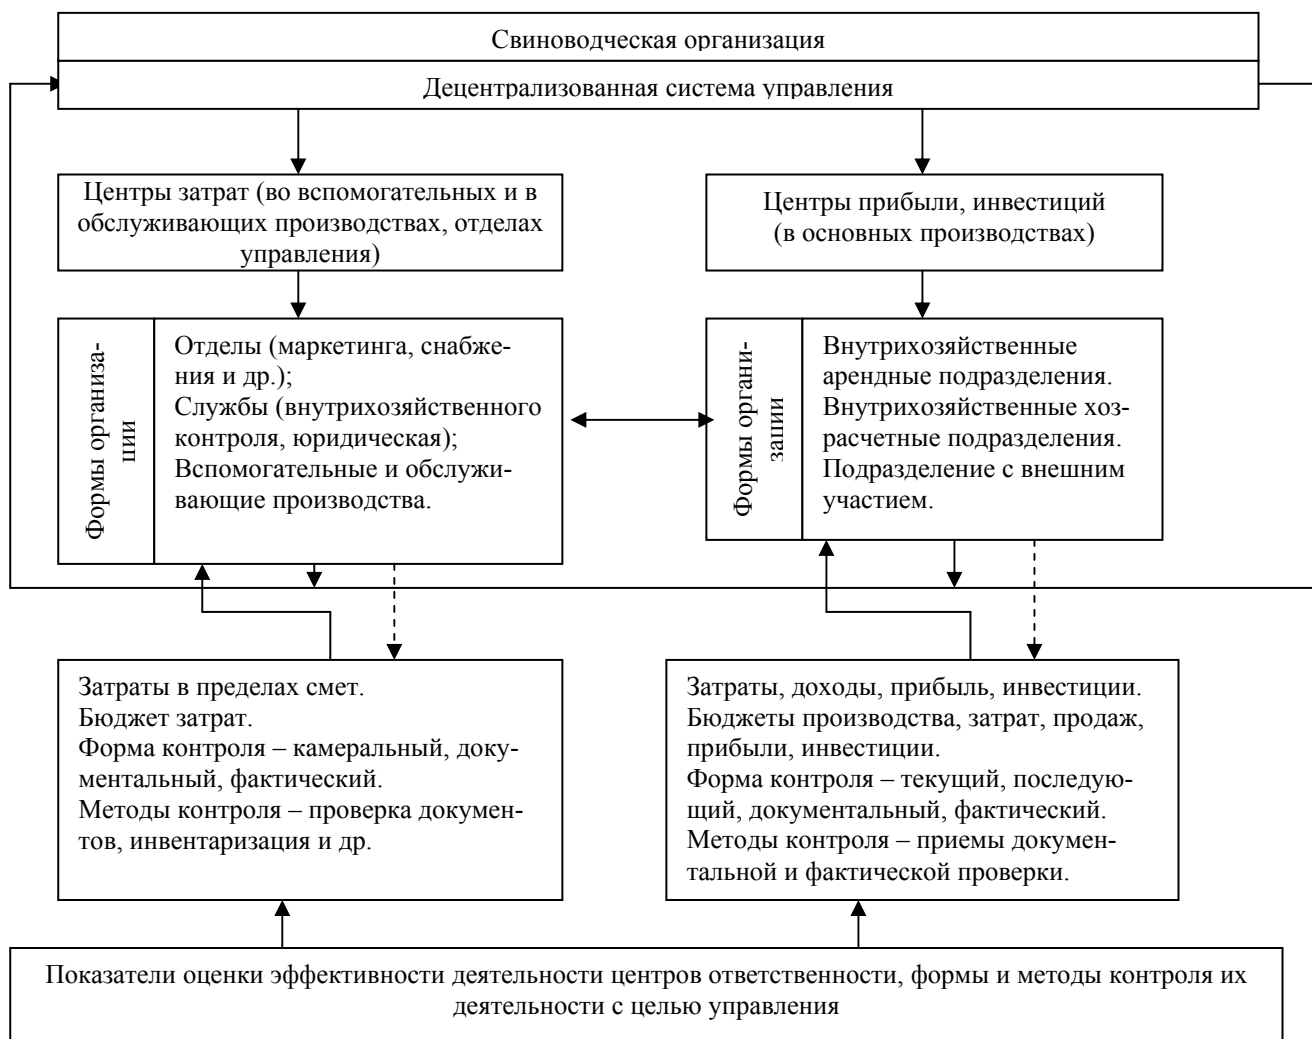 Свиноводческая организация
Децентрализованная система управления
Центры затрат (во вспомогательных и в
обслуживающих производствах, отделах
управления)
Центры прибыли, инвестиций
(в основных производствах)
Формы организа-
ции
Отделы (маркетинга, снабже-
ния и др.);
Службы (внутрихозяйственного
контроля, юридическая);
Вспомогательные и обслужи-
вающие производства.
Формы органи-
зации
Внутрихозяйственные
арендные подразделения.
Внутрихозяйственные хоз-
расчетные подразделения.
Подразделение с внешним
участием.
Затраты в пределах смет.
Бюджет затрат.
Форма контроля – камеральный, доку-
ментальный, фактический.
Методы контроля – проверка докумен-
тов, инвентаризация и др.
Затраты, доходы, прибыль, инвестиции.
Бюджеты производства, затрат, продаж,
прибыли, инвестиции.
Форма контроля – текущий, последую-
щий, документальный, фактический.
Методы контроля – приемы докумен-
тальной и фактической проверки.
Показатели оценки эффективности деятельности центров ответственности, формы и методы контроля их
деятельности с целью управления